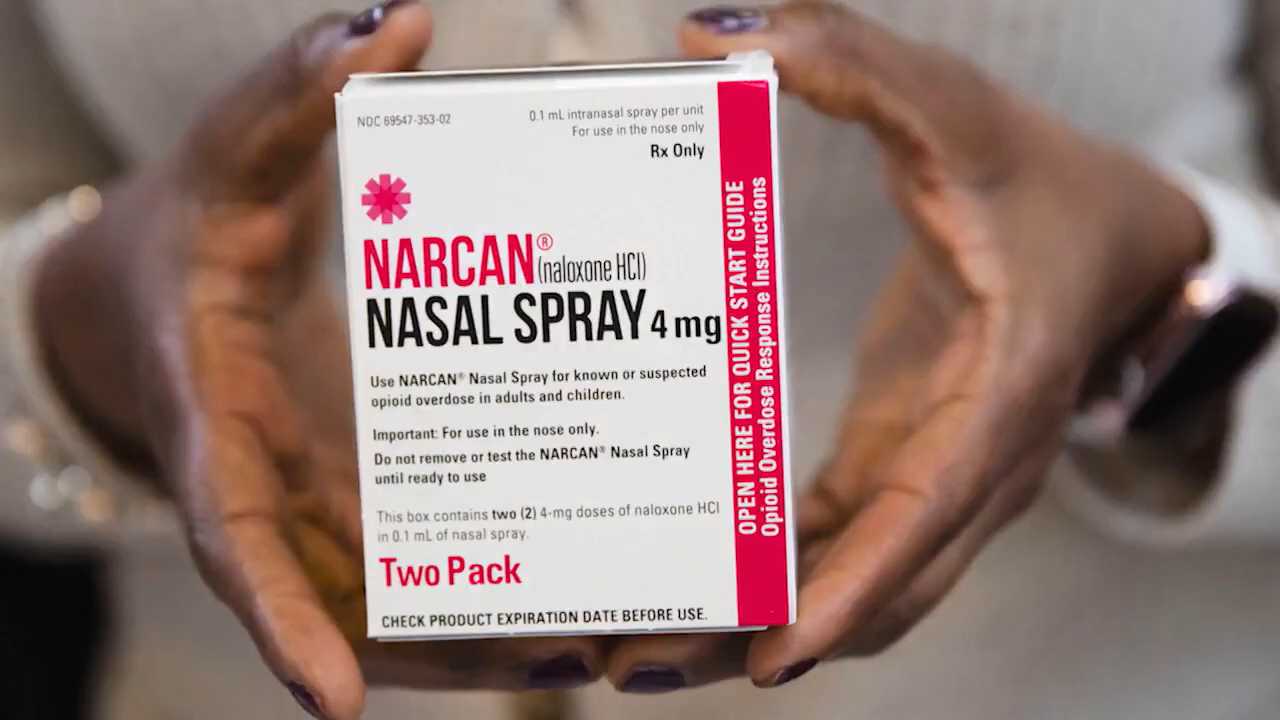 NDC 69547-353-02
0.1 mL intranasal spray per unit
For use in the nose only
Rx Only
NARCAN® (naloxone HCl)
NASAL SPRAY 4 mg
Use NARCAN® Nasal Spray for known or suspected
opioid overdose in adults and children.
Important: For use in the nose only.
Do not remove or test the NARCAN® Nasal Spray
until ready to use
This box contains two (2) 4-mg doses of naloxone HCl
in 0.1 mL of nasal spray.
Two Pack
CHECK PRODUCT EXPIRATION DATE BEFORE USE.
OPEN HERE FOR QUICK START GUIDE
Opioid Overdose Response Instructions